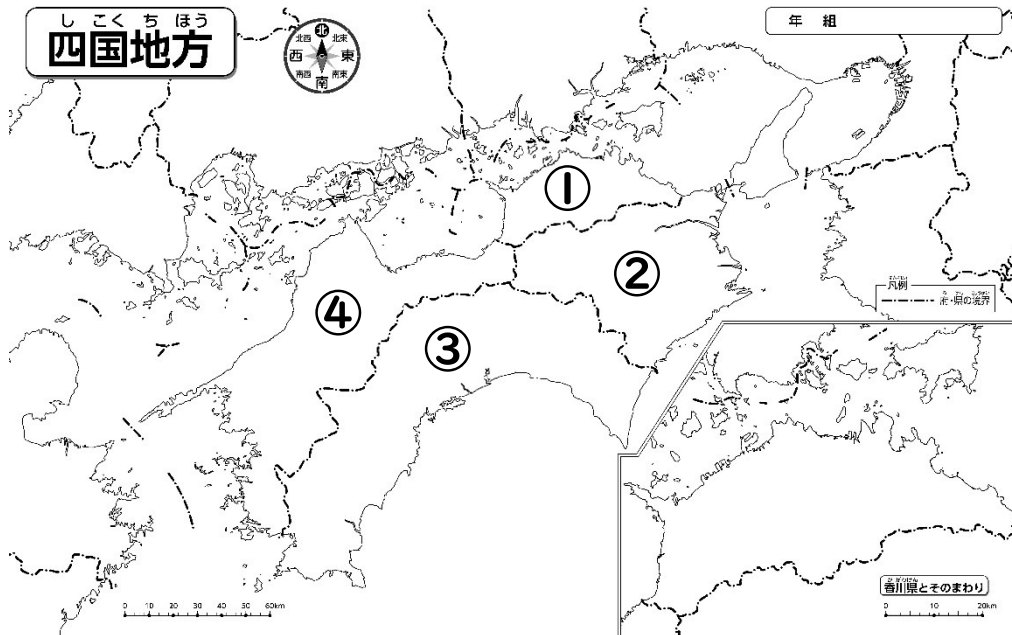 し こく ち ほう
四国地方
北
北西 北東
西 東
南西 南東
南
年 組
①
②
③
④
凡例
府・県の境界
0 10 20 30 40 50 60km
香川県とそのまわり
0 10 20km